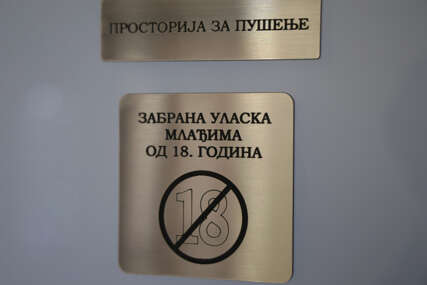 ПРОСТОРИЈА ЗА ПУШЕЊЕ
ЗАБРАНА УЛАСКА
МЛАЂИМА
ОД 18. ГОДИНА
18